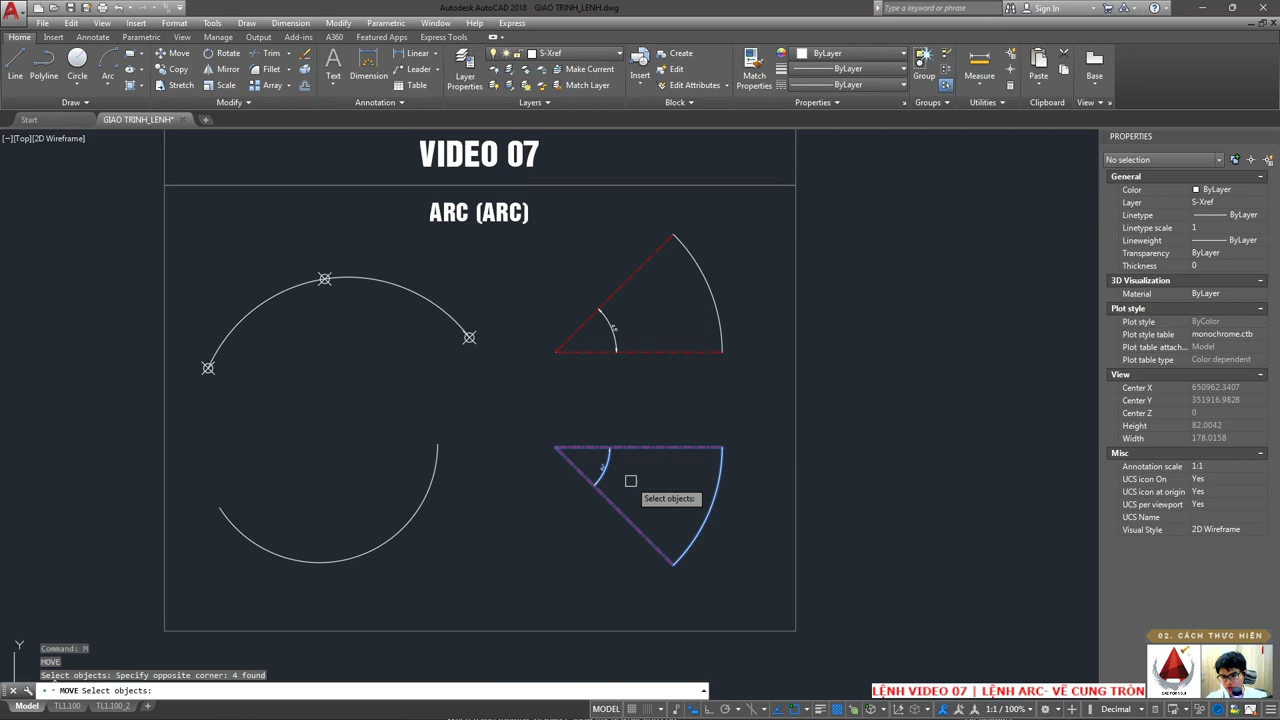 Autodesk AutoCAD 2018 GIAO TRINH_LENH.dwg
Type a keyword or phrase
Sign In
File Edit View Insert Format Tools Draw Dimension Modify Parametric Window Help Express
Home Insert Annotate Parametric View Manage Output Add-ins A360 Featured Apps Express Tools
Line Polyline Circle Arc
Move Rotate Trim
Copy Mirror Fillet
Stretch Scale Array
Text Dimension
Linear
Leader
Table
Layer
Properties
S-Xref
Make Current
Match Layer
Insert
Create
Edit
Edit Attributes
Match
Properties
ByLayer
ByLayer
ByLayer
Group
Measure
Paste
Base
Draw Modify Annotation Layers Block Properties Groups Utilities Clipboard View
Start GIAO TRINH_LENH*
[−][Top][2D Wireframe]
VIDEO 07
ARC (ARC)
Select objects:
Y
PROPERTIES
No selection
General
Color ByLayer
Layer S-Xref
Linetype ByLayer
Linetype scale 1
Lineweight ByLayer
Transparency ByLayer
Thickness 0
3D Visualization
Material ByLayer
Plot style
Plot style ByColor
Plot style table monochrome.ctb
Plot table attach... Model
Plot table type Color dependent
View
Center X 650962.3407
Center Y 351916.9828
Center Z 0
Height 82.0042
Width 178.0158
Misc
Annotation scale 1:1
UCS icon On Yes
UCS icon at origin Yes
UCS per viewport Yes
UCS Name
Visual Style 2D Wireframe
Command: M
MOVE
Select objects: Specify opposite corner: 4 found
MOVE Select objects:
02. CÁCH THỰC HIỆN
LỆNH VIDEO 07 | LỆNH ARC- VẼ CUNG TRÒN
Model TL1.100 TL1.100_2
MODEL
1:1 / 100%
Decimal